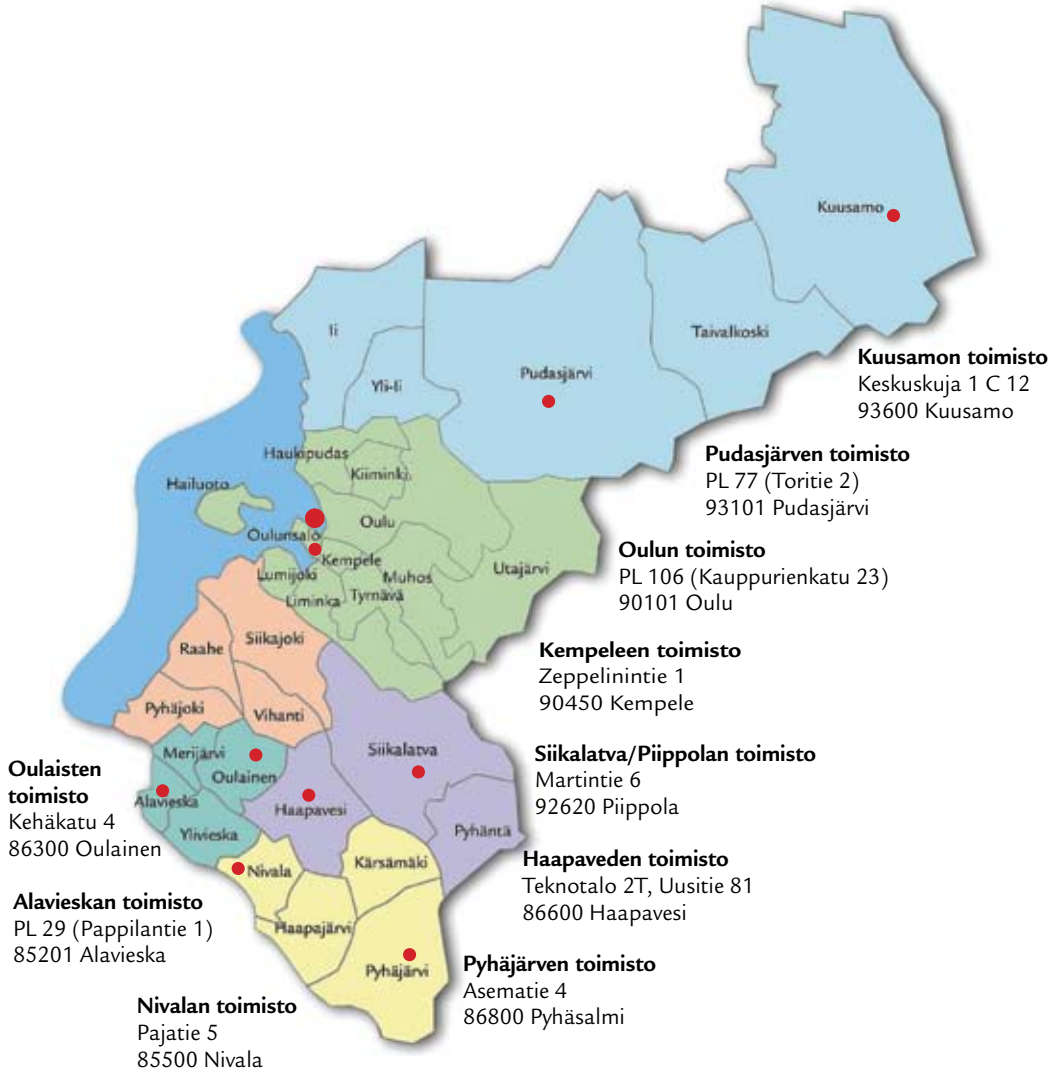 Kuusamo
Ii
Taivalkoski
Yli-Ii
Pudasjärvi
Kuusamon toimisto
Keskuskuja 1 C 12
93600 Kuusamo
Haukipudas
Kiiminki
Pudasjärven toimisto
PL 77 (Toritie 2)
93101 Pudasjärvi
Hailuoto
Oulu
Oulunsalo
Kempele
Utajärvi
Lumijoki
Muhos
Liminka
Tyrnävä
Oulun toimisto
PL 106 (Kauppurienkatu 23)
90101 Oulu
Siikajoki
Raahe
Kempeleen toimisto
Zeppelinintie 1
90450 Kempele
Pyhäjoki
Vihanti
Merijärvi
Oulainen
Siikalatva
Siikalatva/Piippolan toimisto
Martintie 6
92620 Piippola
Oulaisten
toimisto
Kehäkatu 4
86300 Oulainen
Alavieska
Haapavesi
Ylivieska
Pyhäntä
Nivala
Kärsämäki
Haapaveden toimisto
Teknotalo 2T, Uusitie 81
86600 Haapavesi
Alavieskan toimisto
PL 29 (Pappilantie 1)
85201 Alavieska
Haapajärvi
Pyhäjärvi
Pyhäjärven toimisto
Asematie 4
86800 Pyhäsalmi
Nivalan toimisto
Pajatie 5
85500 Nivala